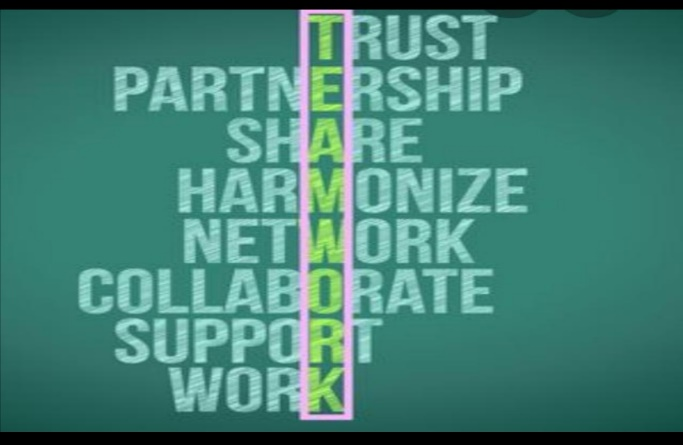 TRUST
PARTNERSHIP
SHARE
HARMONIZE
NETWORK
COLLABORATE
SUPPORT
WORK